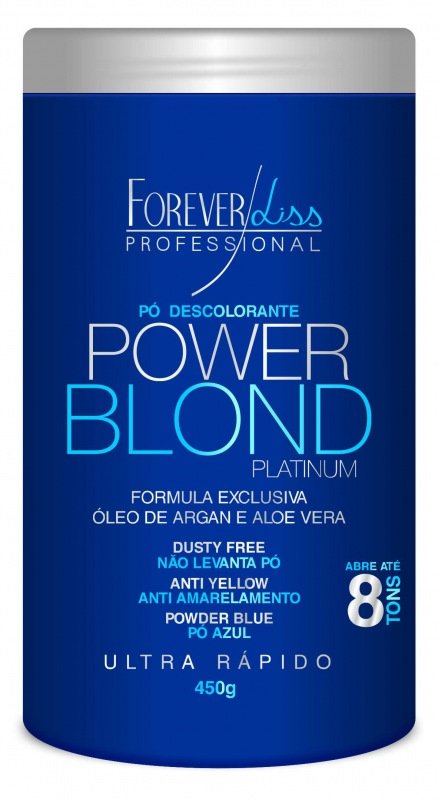 FOREVER Liss
PROFESSIONAL
PÓ DESCOLORANTE
POWER
BLOND
PLATINUM
FORMULA EXCLUSIVA
ÓLEO DE ARGAN E ALOE VERA
DUSTY FREE
NÃO LEVANTA PÓ
ANTI YELLOW
ANTI AMARELAMENTO
POWDER BLUE
PÓ AZUL
ABRE ATÉ
8 TONS
ULTRA RÁPIDO
450g